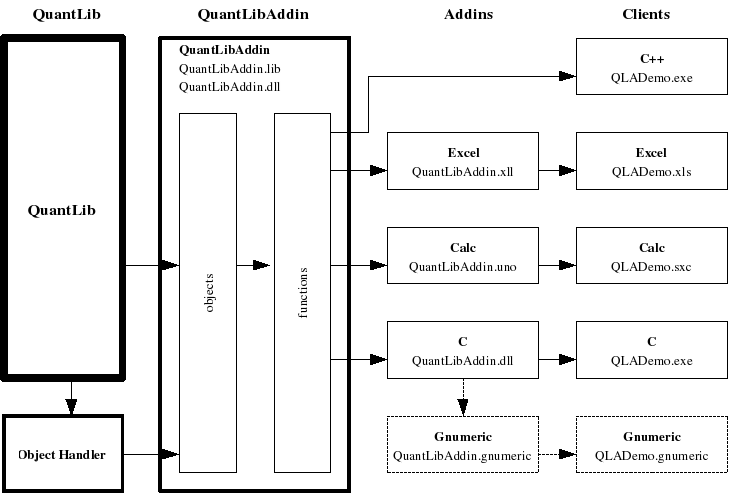 QuantLib
QuantLibAddin
Addins
Clients
QuantLib
QuantLibAddin
QuantLibAddin.lib
QuantLibAddin.dll
objects
functions
C++
QLADemo.exe
Excel
QuantLibAddin.xll
Excel
QLADemo.xls
Calc
QuantLibAddin.uno
Calc
QLADemo.sxc
C
QuantLibAddin.dll
C
QLADemo.exe
Object Handler
Gnumeric
QuantLibAddin.gnumeric
Gnumeric
QLADemo.gnumeric